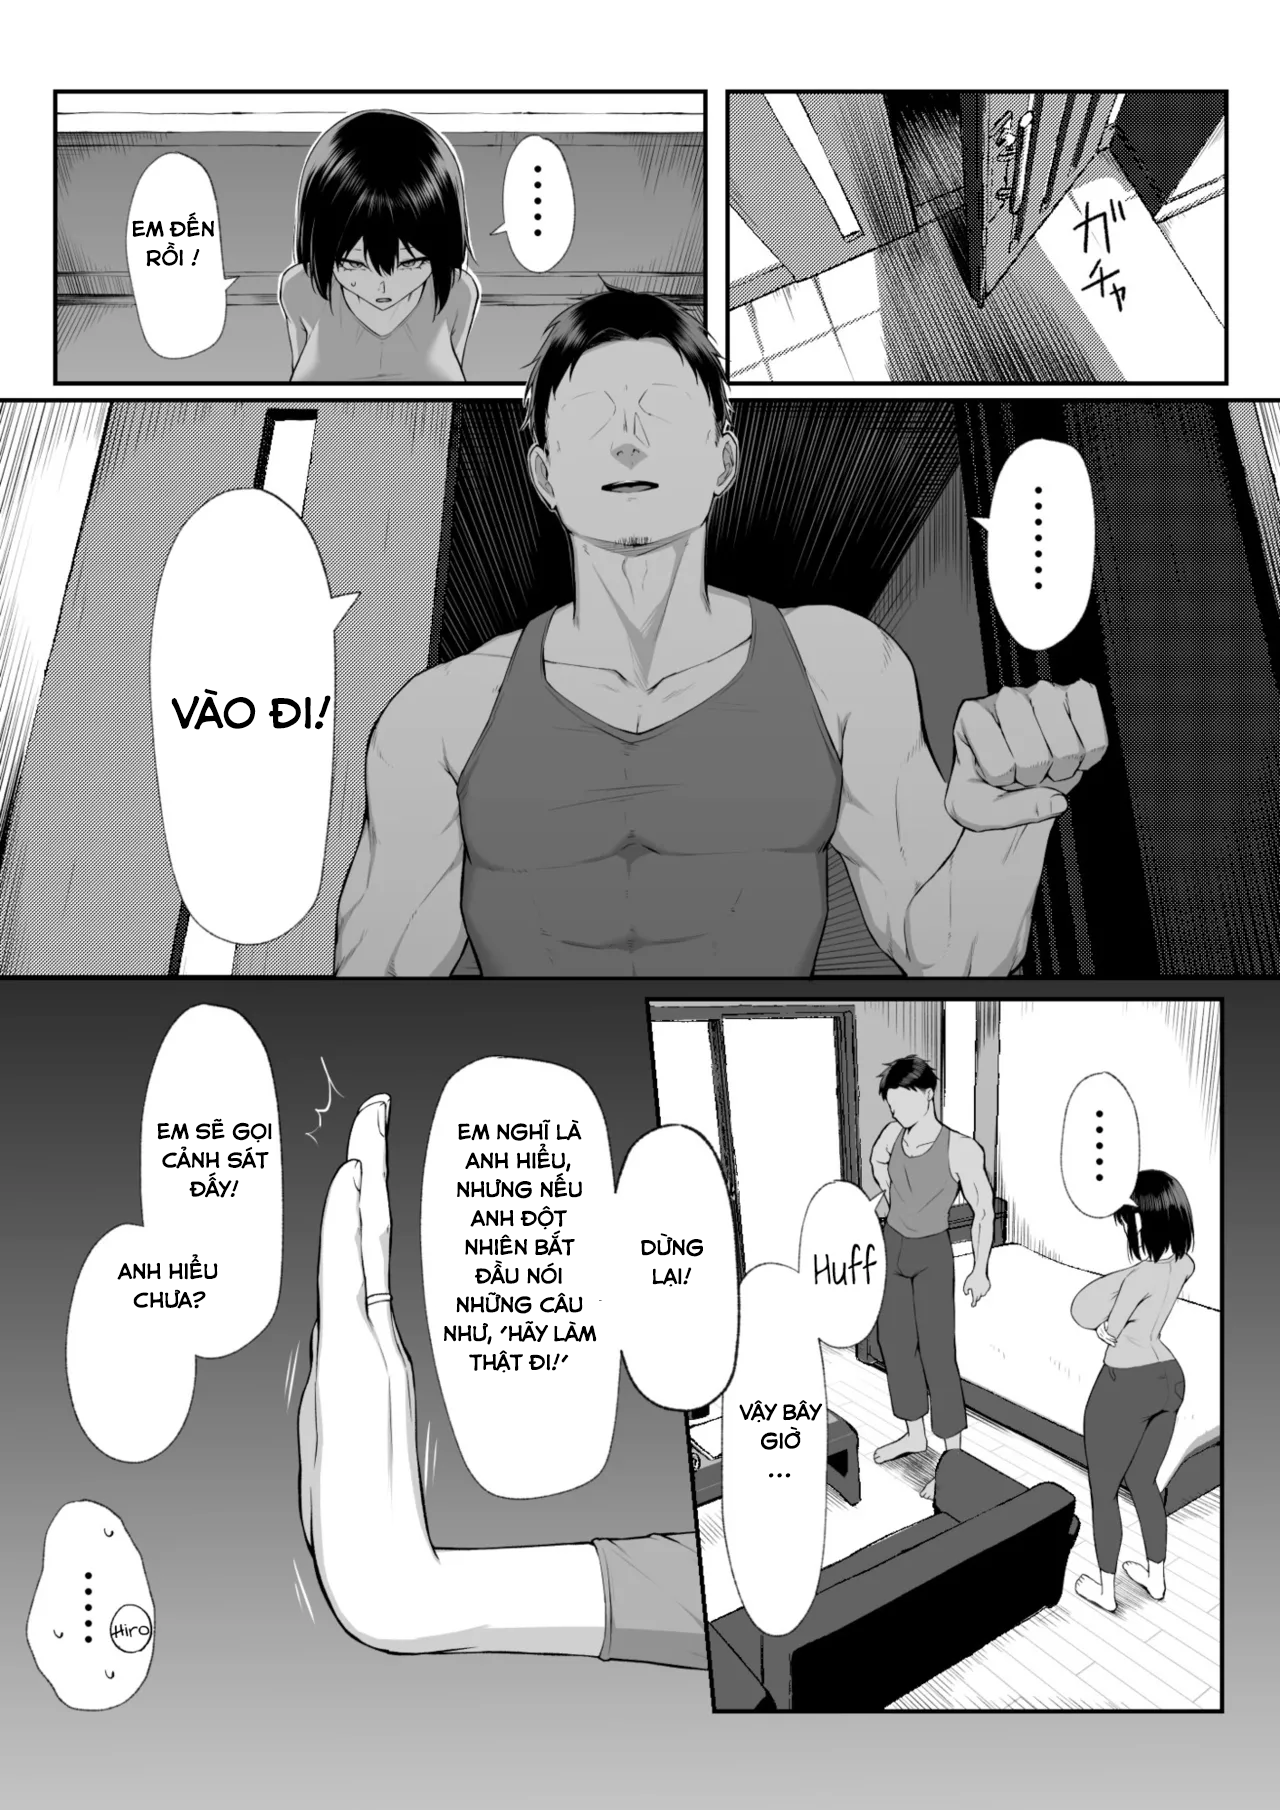 ガチャ
EM ĐẾN
RỒI !
VÀO ĐI!
Huff
VẬY BÂY
GIỜ
...
DỪNG
LẠI!
EM NGHĨ LÀ
ANH HIỂU,
NHƯNG NẾU
ANH ĐỘT
NHIÊN BẮT
ĐẦU NÓI
NHỮNG CÂU
NHƯ, ‘HÃY LÀM
THẬT ĐI!’
EM SẼ GỌI
CẢNH SÁT
ĐẤY!
ANH HIỂU
CHƯA?
Hiro